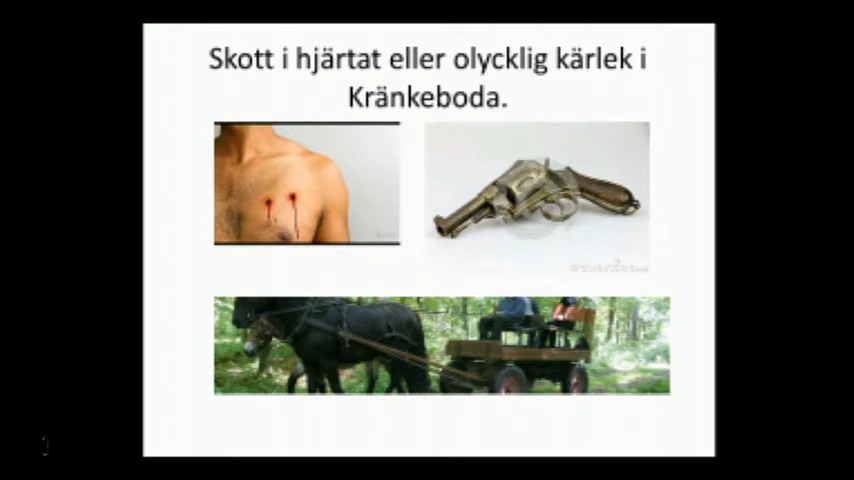 Skott i hjärtat eller olycklig kärlek i
Kränkeboda.